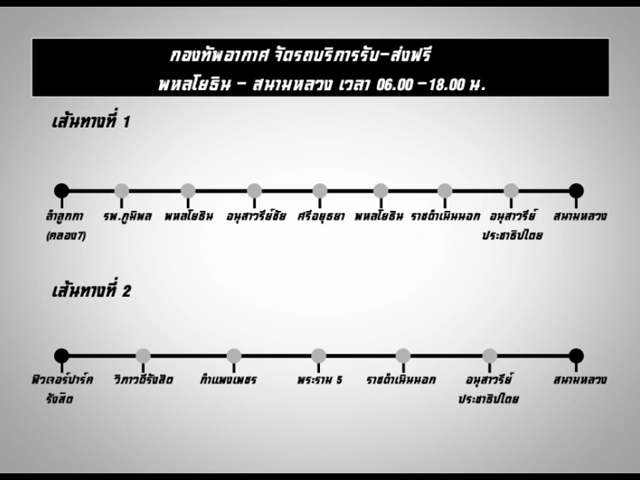 กองทัพอากาศ จัดรถบริการรับ-ส่งฟรี
พหลโยธิน - สนามหลวง เวลา 06.00 -18.00 น.
เส้นทางที่ 1
ลำลูกกา รพ.ภูมิพล พหลโยธิน อนุสาวรีย์ชัย ศรีอยุธยา พหลโยธิน ราชดำเนินนอก อนุสาวรีย์ สนามหลวง
(คลอง7) ประชาธิปไตย
เส้นทางที่ 2
ฟิวเจอร์ปาร์ค วิภาวดีรังสิต กำแพงเพชร พระราม 5 ราชดำเนินนอก อนุสาวรีย์ สนามหลวง
รังสิต ประชาธิปไตย